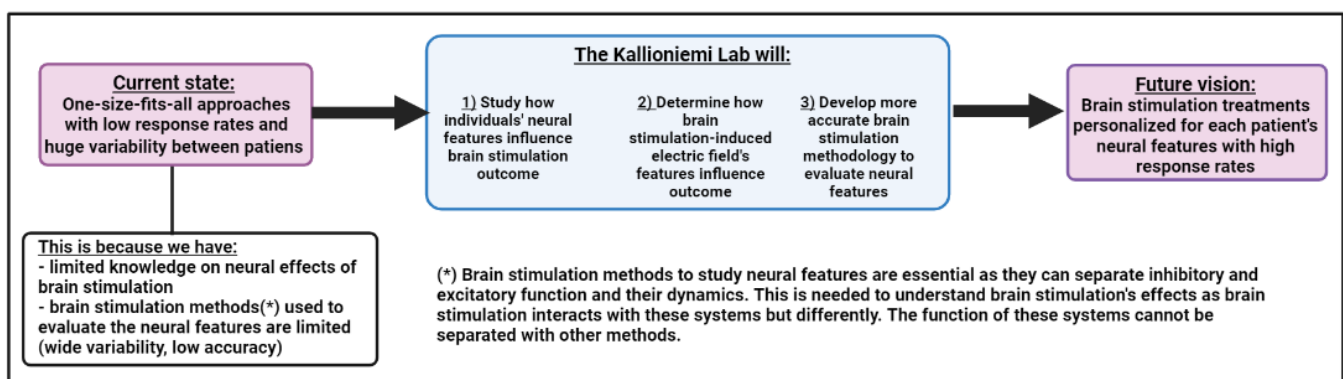 Current state:
One-size-fits-all approaches
with low response rates and
huge variability between patiens
This is because we have:
- limited knowledge on neural effects of
brain stimulation
- brain stimulation methods(*) used to
evaluate the neural features are limited
(wide variability, low accuracy)
The Kallioniemi Lab will:
1) Study how
individuals' neural
features influence
brain stimulation
outcome
2) Determine how
brain
stimulation-induced
electric field's
features influence
outcome
3) Develop more
accurate brain
stimulation
methodology to
evaluate neural
features
Future vision:
Brain stimulation treatments
personalized for each patient's
neural features with high
response rates
(*) Brain stimulation methods to study neural features are essential as they can separate inhibitory and
excitatory function and their dynamics. This is needed to understand brain stimulation's effects as brain
stimulation interacts with these systems but differently. The function of these systems cannot be
separated with other methods.